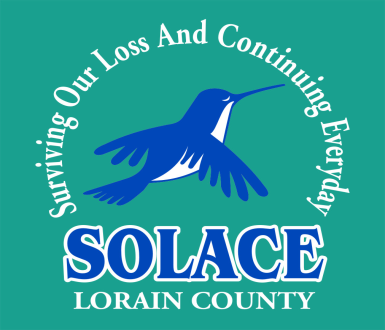 Surviving Our Loss And Continuing Everyday
SOLACE
LORAIN COUNTY